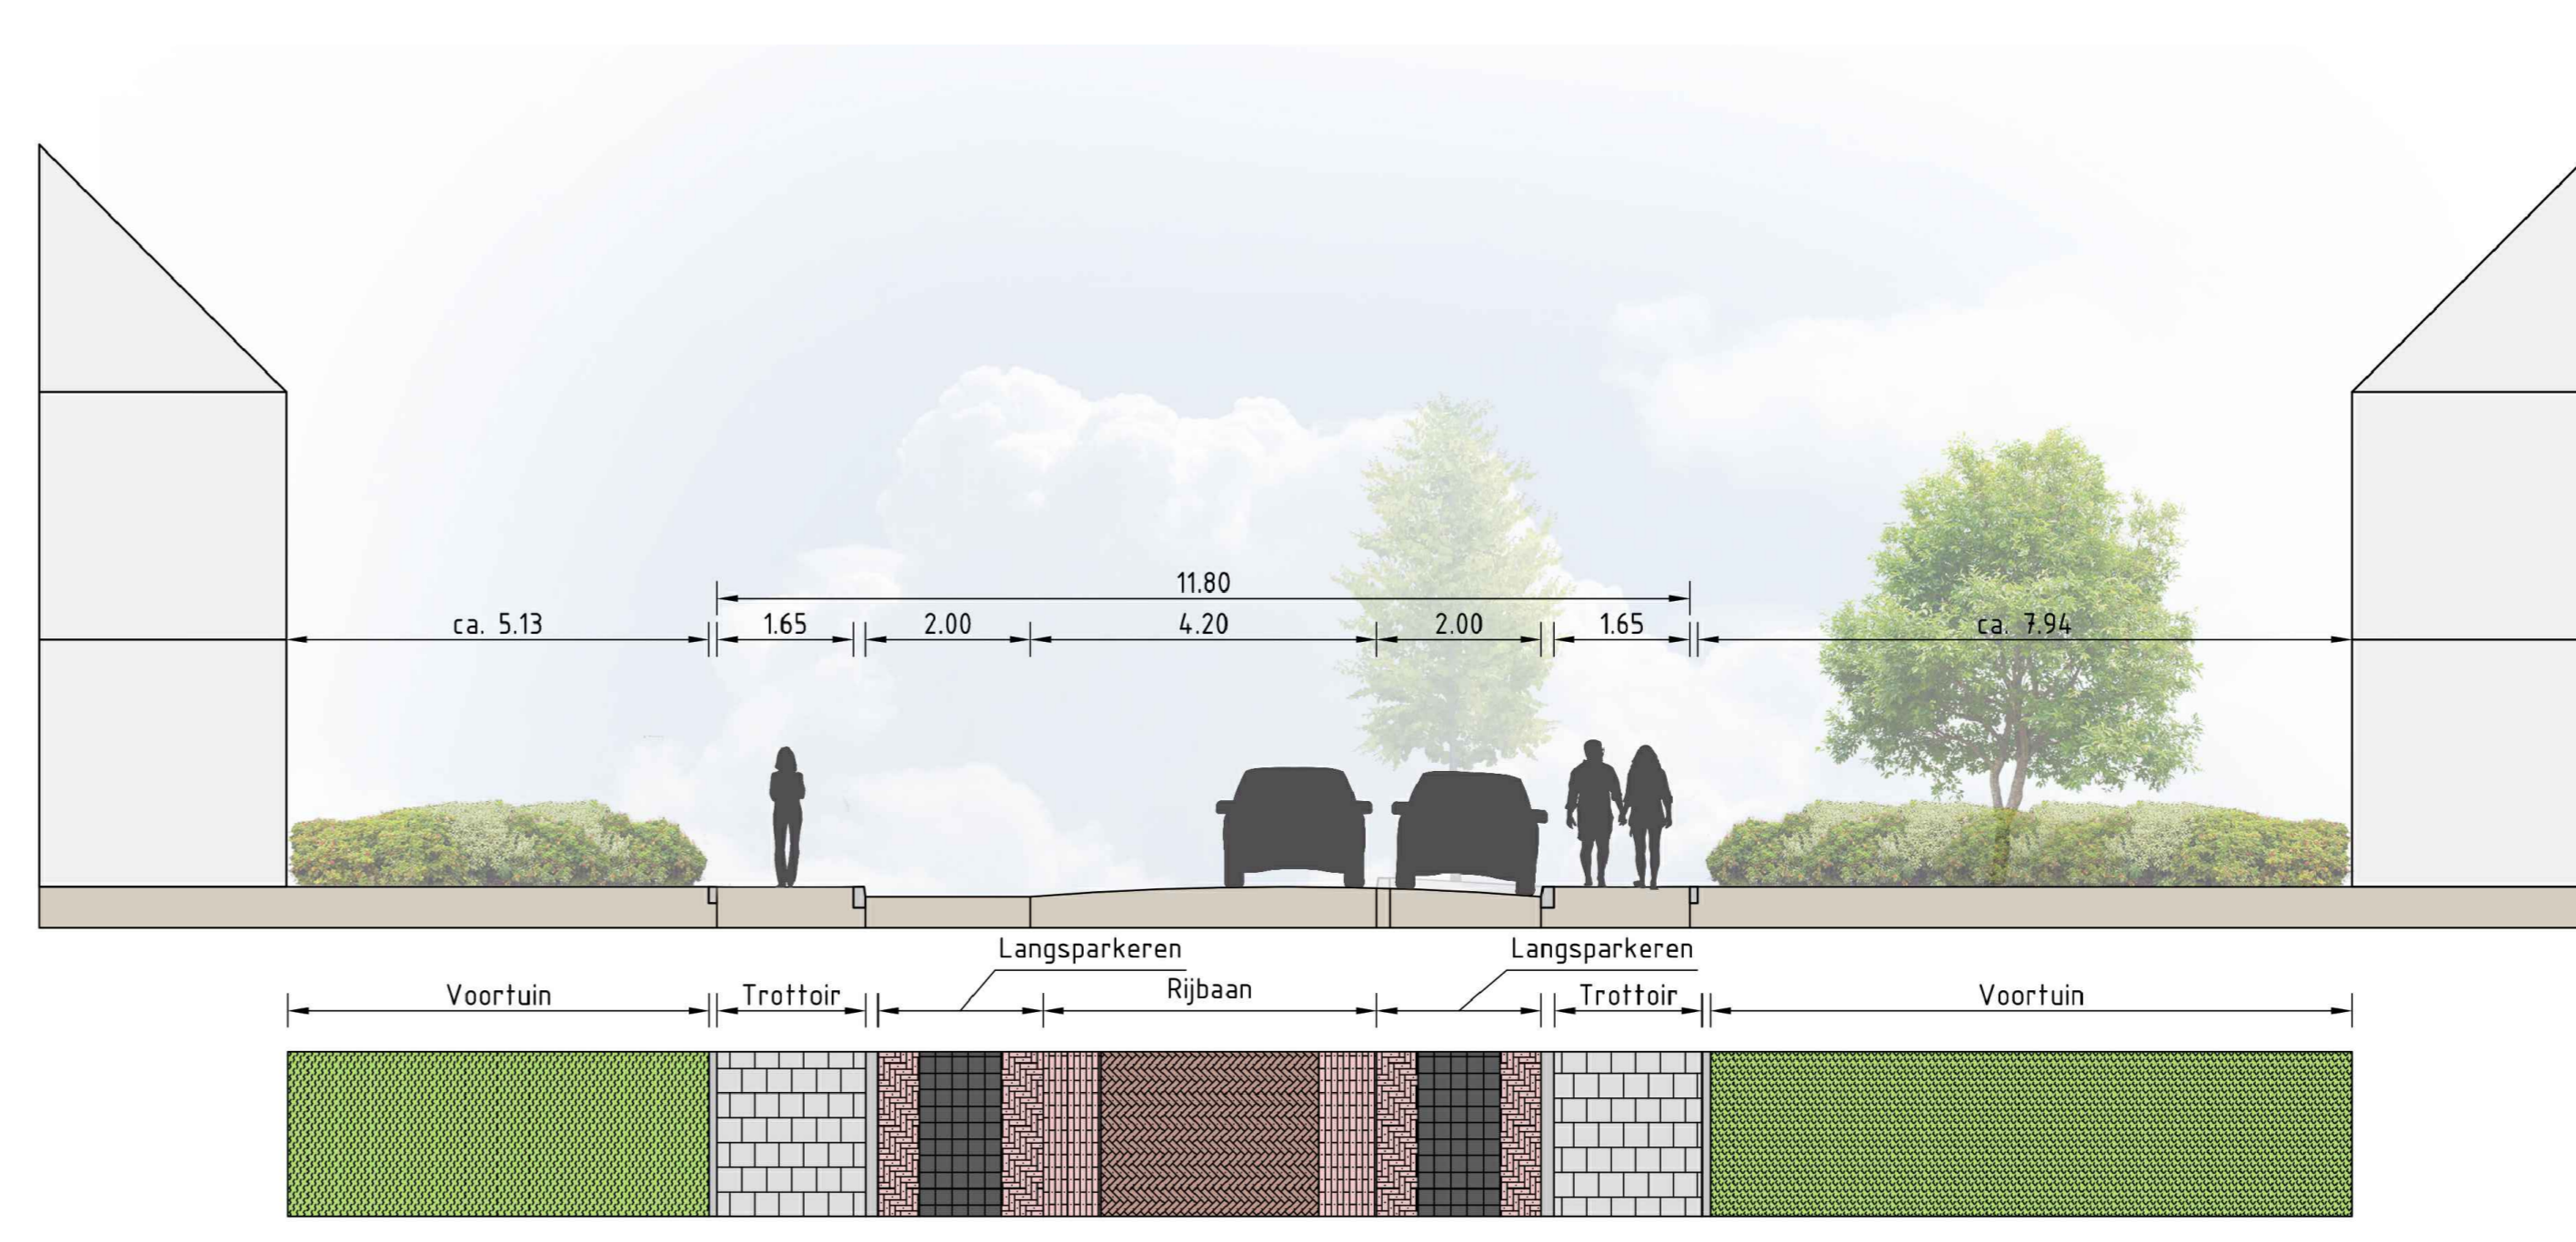 11.80
ca. 5.13 1.65 2.00 4.20 2.00 1.65 ca. 7.94
Langsparkeren Langsparkeren
Voortuin Trottoir Rijbaan Trottoir Voortuin